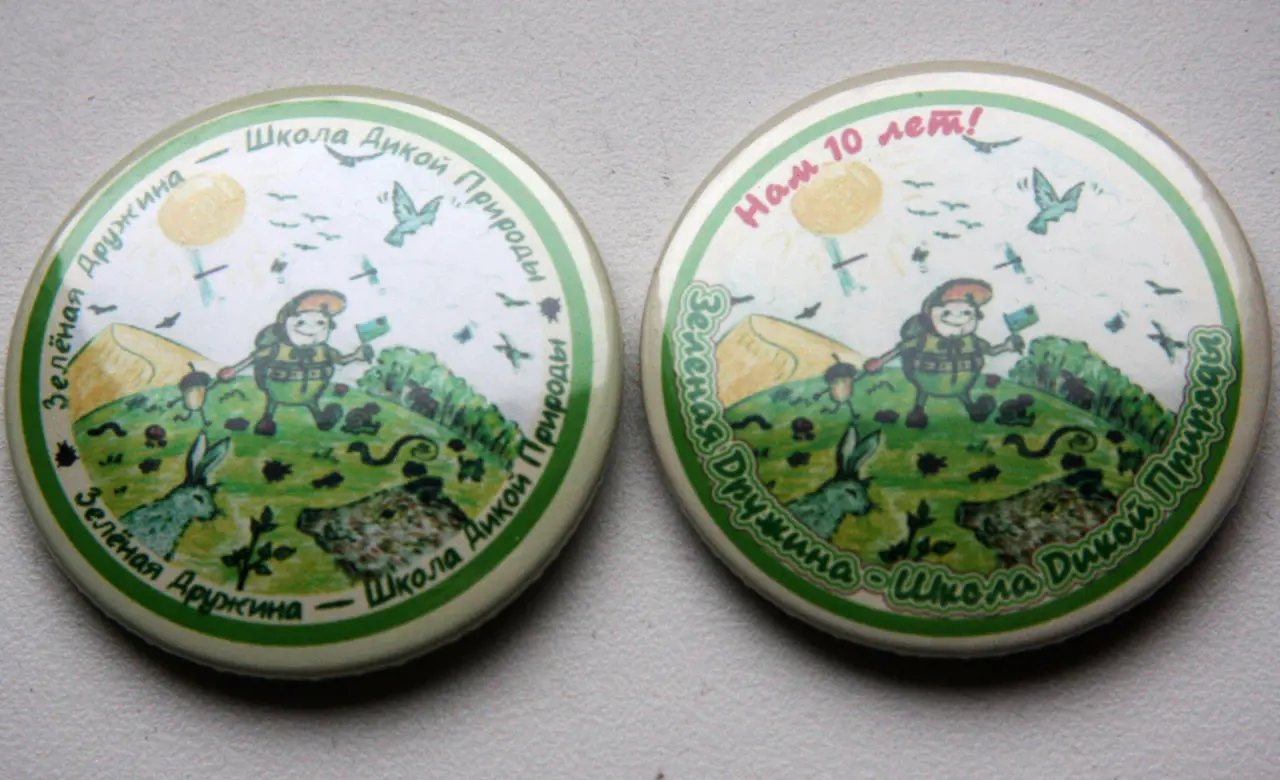 Зелёная Дружина — Школа Дикой Природы
Зелёная Дружина — Школа Дикой Природы
Нам 10 лет!
Зеленая Дружина - Школа Дикой Природы